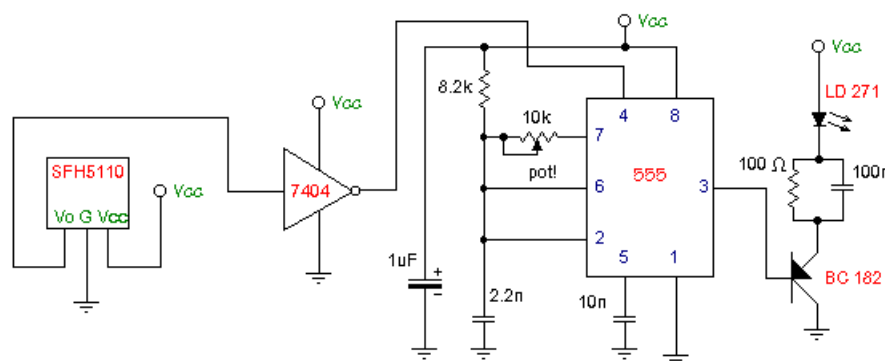 SFH5110
Vo G Vcc
Vcc
Vcc
7404
8.2k
10k
pot!
1uF
+
-
2.2n
10n
Vcc
4 8
7
6 555 3
2
5 1
Vcc
LD 271
100 Ω
100n
BC 182